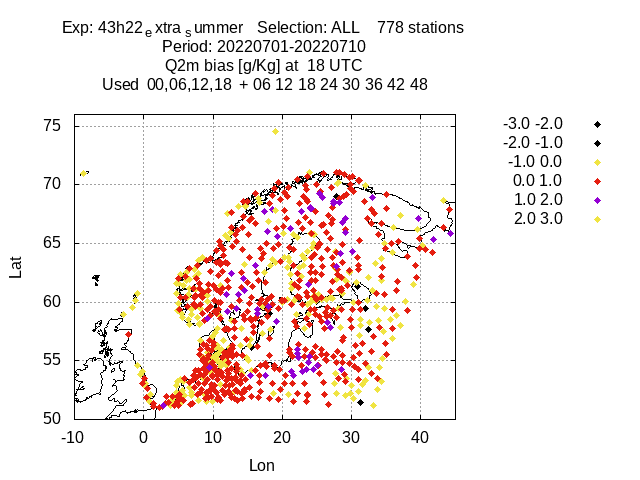 Exp: 43h22extrasummer Selection: ALL 778 stations
Period: 20220701-20220710
Q2m bias [g/Kg] at 18 UTC
Used 00,06,12,18 + 06 12 18 24 30 36 42 48
-3.0 -2.0
-2.0 -1.0
-1.0 0.0
0.0 1.0
1.0 2.0
2.0 3.0
75
70
65
60
55
50
Lat
-10 0 10 20 30 40
Lon